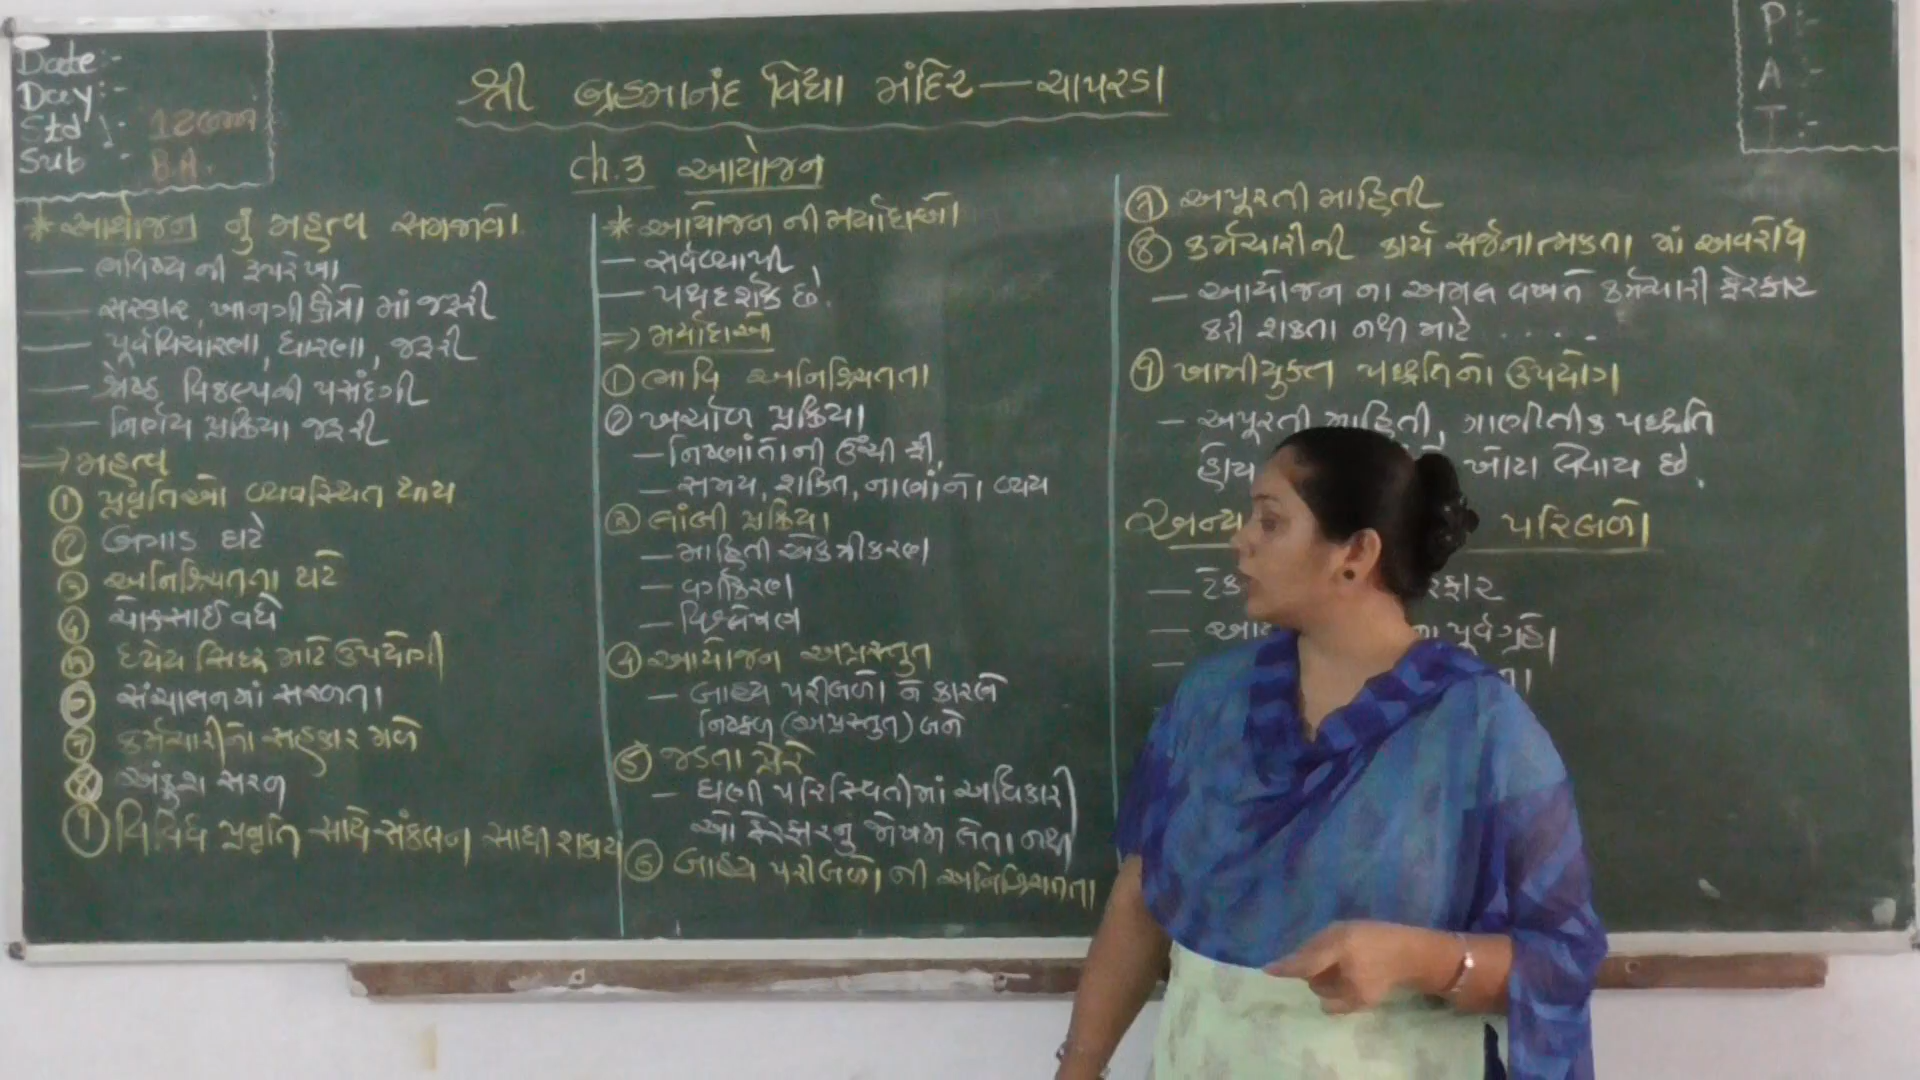 Date:-
Day:-
Std :- 12com
Sub :- B.A.
શ્રી બ્રહ્માનંદ વિદ્યા મંદિર — ચાપરડા
P :-
A :-
T :-
ch.3 આયોજન
* આયોજન નું મહત્વ સમજાવો.
— ભવિષ્ય ની રૂપરેખા
— સરકાર, ખાનગી ક્ષેત્રો માં જરૂરી
— પૂર્વવિચારણા, ધારણા, જરૂરી
— શ્રેષ્ઠ વિકલ્પની પસંદગી
— નિર્ણય પ્રક્રિયા જરૂરી
=> મહત્વ
① પ્રવૃતિઓ વ્યવસ્થિત થાય
② બગાડ ઘટે
③ અનિશ્ચિતતા ઘટે
④ ચોકસાઈ વધે
⑤ ધ્યેય સિધ્ધ માટે ઉપયોગી
⑥ સંચાલનમાં સરળતા
⑦ કર્મચારીનો સહકાર મળે
⑧ અંકુશ સરળ
⑨ વિવિધ પ્રવૃતિ સાથે સંકલન સાધી શકાય
* આયોજન ની મર્યાદાઓ
— સર્વવ્યાપી
— પથદર્શક છે.
=> મર્યાદાઓ
① ભાવિ અનિશ્ચિતતા
② ખર્ચાળ પ્રક્રિયા
— નિષ્ણાંતોની ઉંચી ફી,
— સમય, શક્તિ, નાણાંનો વ્યય
③ લાંબી પ્રક્રિયા
— માહિતી એકત્રીકરણ
— વર્ગીકરણ
— વિશ્લેષણ
④ આયોજન અપ્રસ્તુત
— બાહ્ય પરીબળો ને કારણે
નિષ્ફળ (અપ્રસ્તુત) બને
⑤ જડતા પ્રેરે
— ઘણી પરિસ્થિતીમાં અધિકારી
ઓ ફેરફારનુ જોખમ લેતા નથી
⑥ બાહ્ય પરીબળો ની અનિશ્ચિતતા
⑦ અપૂરતી માહિતી
⑧ કર્મચારીની કાર્ય સર્જનાત્મકતા માં અવરોધ
— આયોજન ના અમલ વખતે કર્મચારી ફેરફાર
કરી શકતા નથી માટે ......
⑨ ખામીયુક્ત પધ્ધતિનો ઉપયોગ
— અપૂરતી માહિતી, ગાણીતીક પધ્ધતિ
હોય ખોટા લેવાય છે.
અન્ય પરિબળો